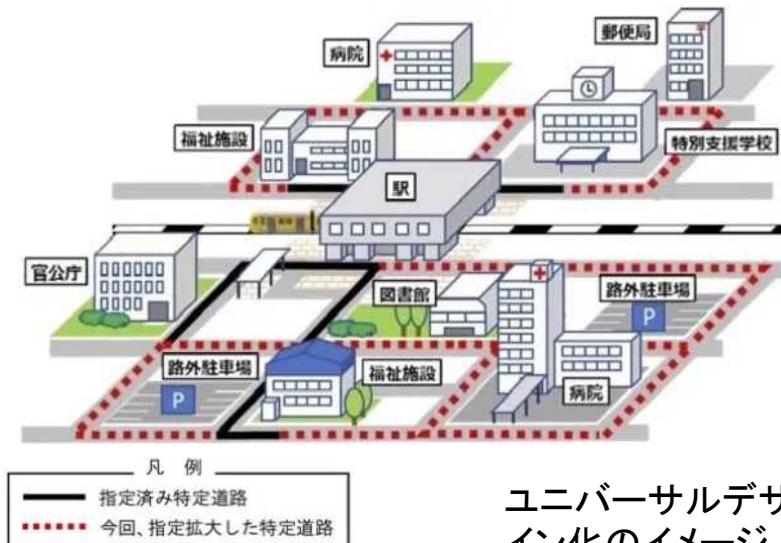 病院
郵便局
福祉施設
特別支援学校
駅
官公庁
図書館
路外駐車場
P
路外駐車場
P
福祉施設
病院
凡 例
指定済み特定道路
今回、指定拡大した特定道路
ユニバーサルデザ
イン化のイメージ